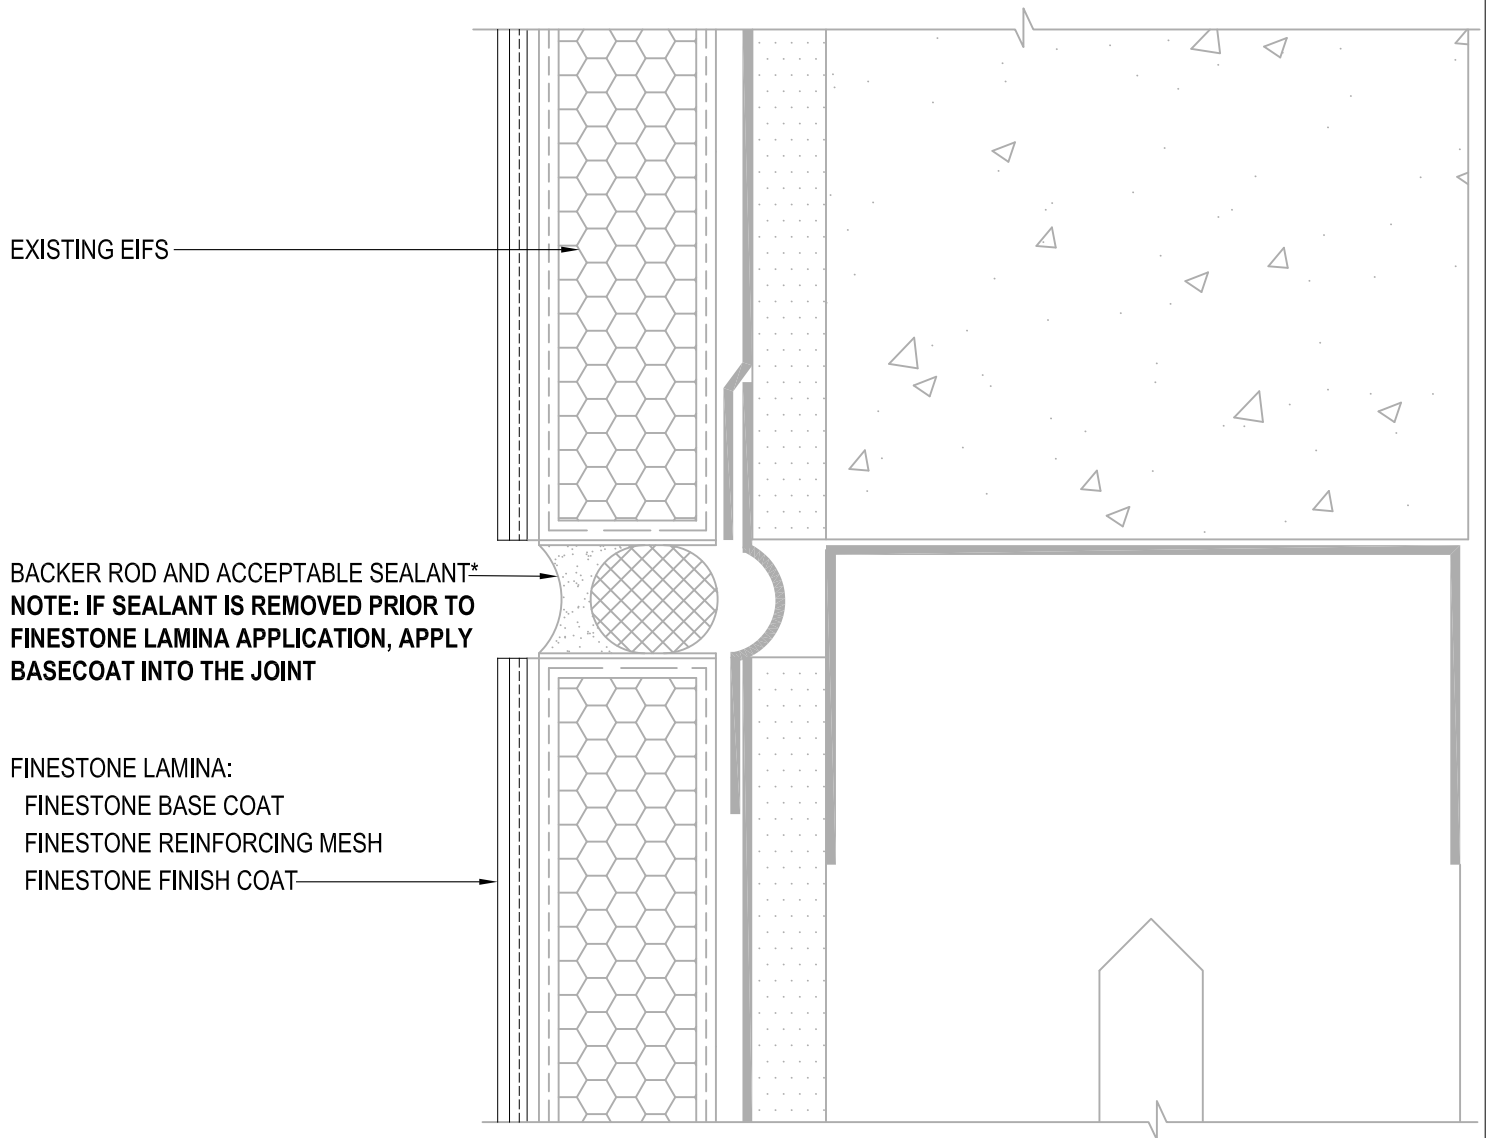 EXISTING EIFS
BACKER ROD AND ACCEPTABLE SEALANT*
NOTE: IF SEALANT IS REMOVED PRIOR TO
FINESTONE LAMINA APPLICATION, APPLY
BASECOAT INTO THE JOINT
FINESTONE LAMINA:
FINESTONE BASE COAT
FINESTONE REINFORCING MESH
FINESTONE FINISH COAT